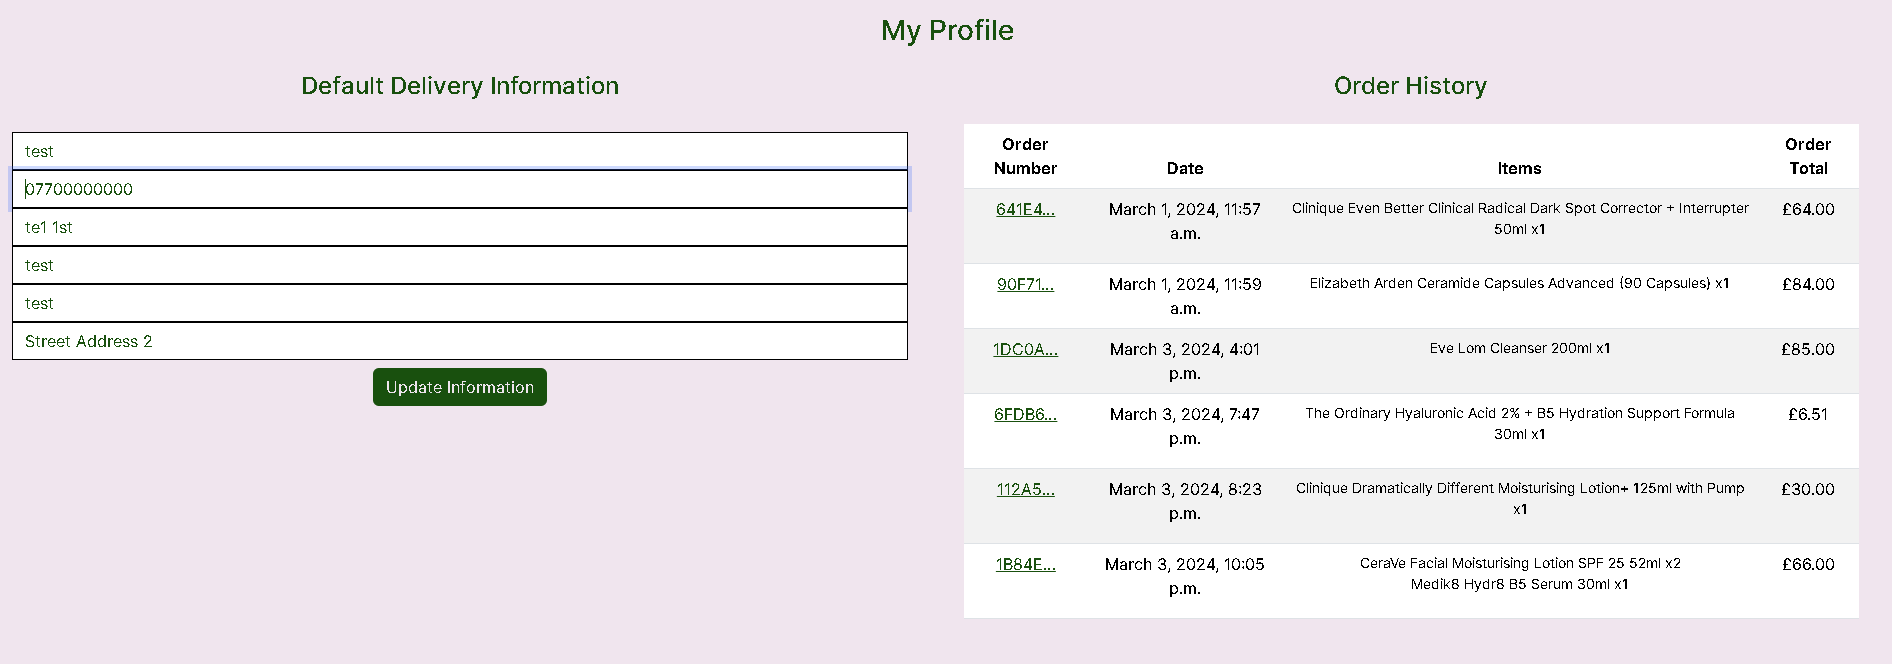 My Profile
Default Delivery Information
test
07700000000
te1 1st
test
test
Street Address 2
Update Information
Order History
Order Number Date Items Order Total
641E4... March 1, 2024, 11:57 a.m. Clinique Even Better Clinical Radical Dark Spot Corrector + Interrupter 50ml x1 £64.00
90F71... March 1, 2024, 11:59 a.m. Elizabeth Arden Ceramide Capsules Advanced (90 Capsules) x1 £84.00
1DC0A... March 3, 2024, 4:01 p.m. Eve Lom Cleanser 200ml x1 £85.00
6FDB6... March 3, 2024, 7:47 p.m. The Ordinary Hyaluronic Acid 2% + B5 Hydration Support Formula 30ml x1 £6.51
112A5... March 3, 2024, 8:23 p.m. Clinique Dramatically Different Moisturising Lotion+ 125ml with Pump x1 £30.00
1B84E... March 3, 2024, 10:05 p.m. CeraVe Facial Moisturising Lotion SPF 25 52ml x2 £66.00
Medik8 Hydr8 B5 Serum 30ml x1